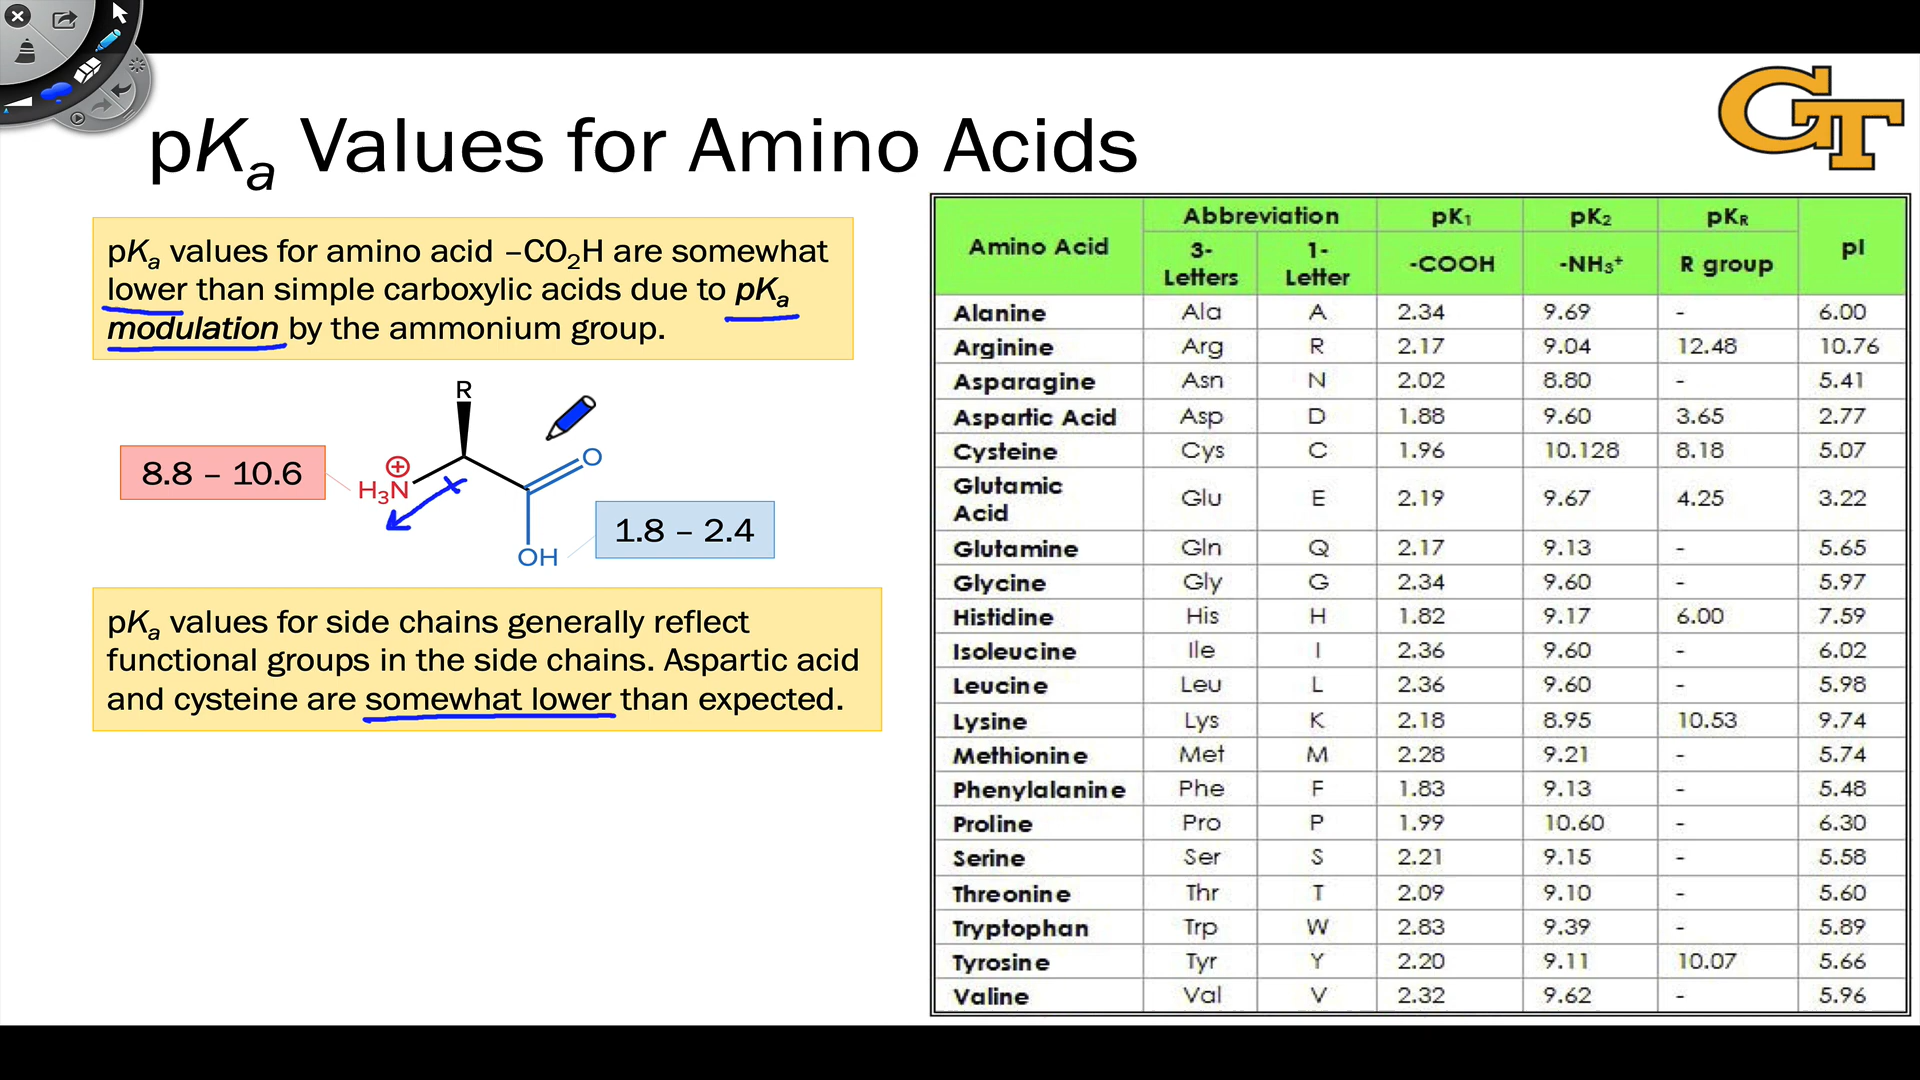 GT
pKa Values for Amino Acids
pKa values for amino acid –CO2H are somewhat
lower than simple carboxylic acids due to pKa
modulation by the ammonium group.
R
8.8 – 10.6
H3N
O
1.8 – 2.4
OH
pKa values for side chains generally reflect
functional groups in the side chains. Aspartic acid
and cysteine are somewhat lower than expected.
Amino Acid Abbreviation pK1 pK2 pKR pI
3-Letters 1-Letter -COOH -NH3+ R group
Alanine Ala A 2.34 9.69 - 6.00
Arginine Arg R 2.17 9.04 12.48 10.76
Asparagine Asn N 2.02 8.80 - 5.41
Aspartic Acid Asp D 1.88 9.60 3.65 2.77
Cysteine Cys C 1.96 10.128 8.18 5.07
Glutamic Acid Glu E 2.19 9.67 4.25 3.22
Glutamine Gln Q 2.17 9.13 - 5.65
Glycine Gly G 2.34 9.60 - 5.97
Histidine His H 1.82 9.17 6.00 7.59
Isoleucine Ile I 2.36 9.60 - 6.02
Leucine Leu L 2.36 9.60 - 5.98
Lysine Lys K 2.18 8.95 10.53 9.74
Methionine Met M 2.28 9.21 - 5.74
Phenylalanine Phe F 1.83 9.13 - 5.48
Proline Pro P 1.99 10.60 - 6.30
Serine Ser S 2.21 9.15 - 5.58
Threonine Thr T 2.09 9.10 - 5.60
Tryptophan Trp W 2.83 9.39 - 5.89
Tyrosine Tyr Y 2.20 9.11 10.07 5.66
Valine Val V 2.32 9.62 - 5.96